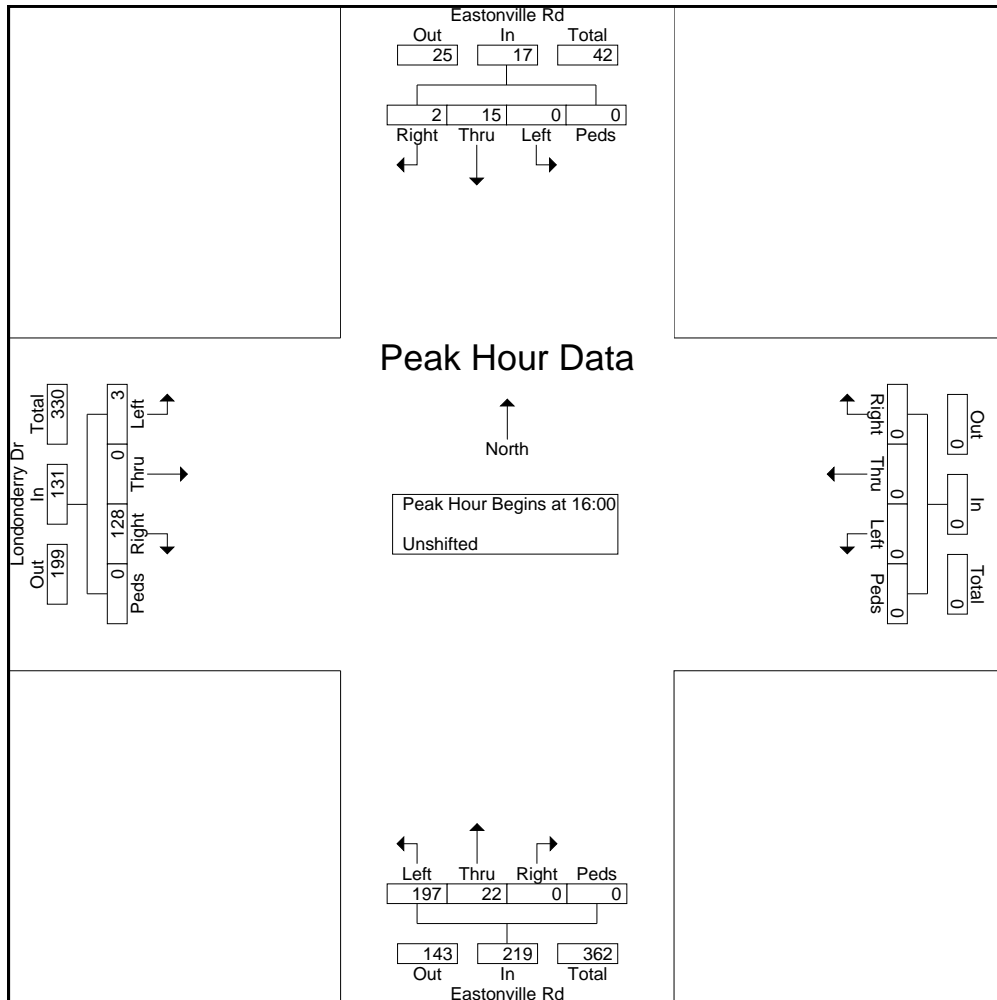 Eastonville Rd
Out In Total
25 17 42
2 15 0 0
Right Thru Left Peds
Peak Hour Data
North
Peak Hour Begins at 16:00
Unshifted
Londonderry Dr
Out In Total
199 131 330
0 128 0 3
Peds Right Thru Left
Out In Total
0 0 0
0 0 0 0
Right Thru Left Peds
Left Thru Right Peds
197 22 0 0
143 219 362
Out In Total
Eastonville Rd